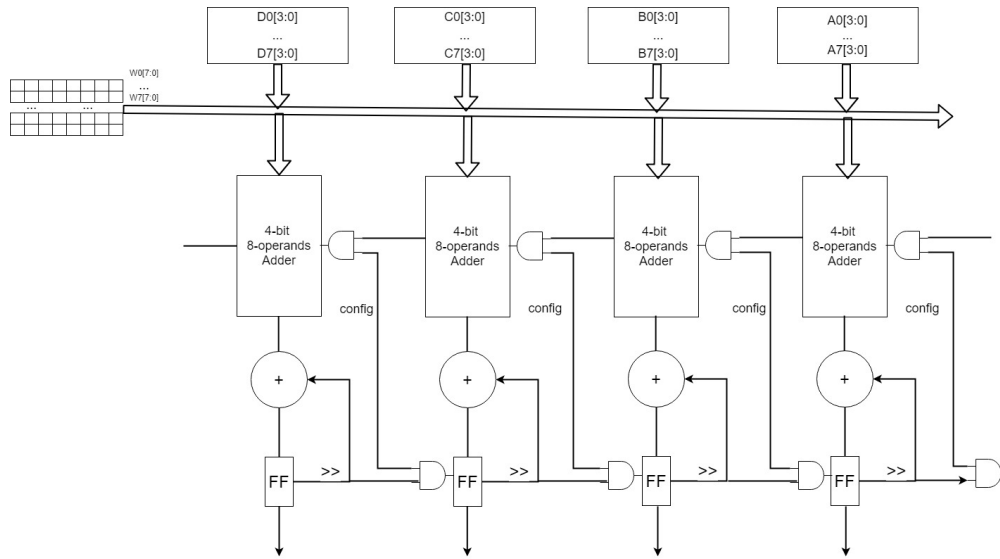 D0[3:0]
...
D7[3:0]
C0[3:0]
...
C7[3:0]
B0[3:0]
...
B7[3:0]
A0[3:0]
...
A7[3:0]
W0[7:0]
...
W7[7:0]
... ...
4-bit
8-operands
Adder
4-bit
8-operands
Adder
4-bit
8-operands
Adder
4-bit
8-operands
Adder
config
config
config
config
+
+
+
+
FF
>>
FF
>>
FF
>>
FF
>>